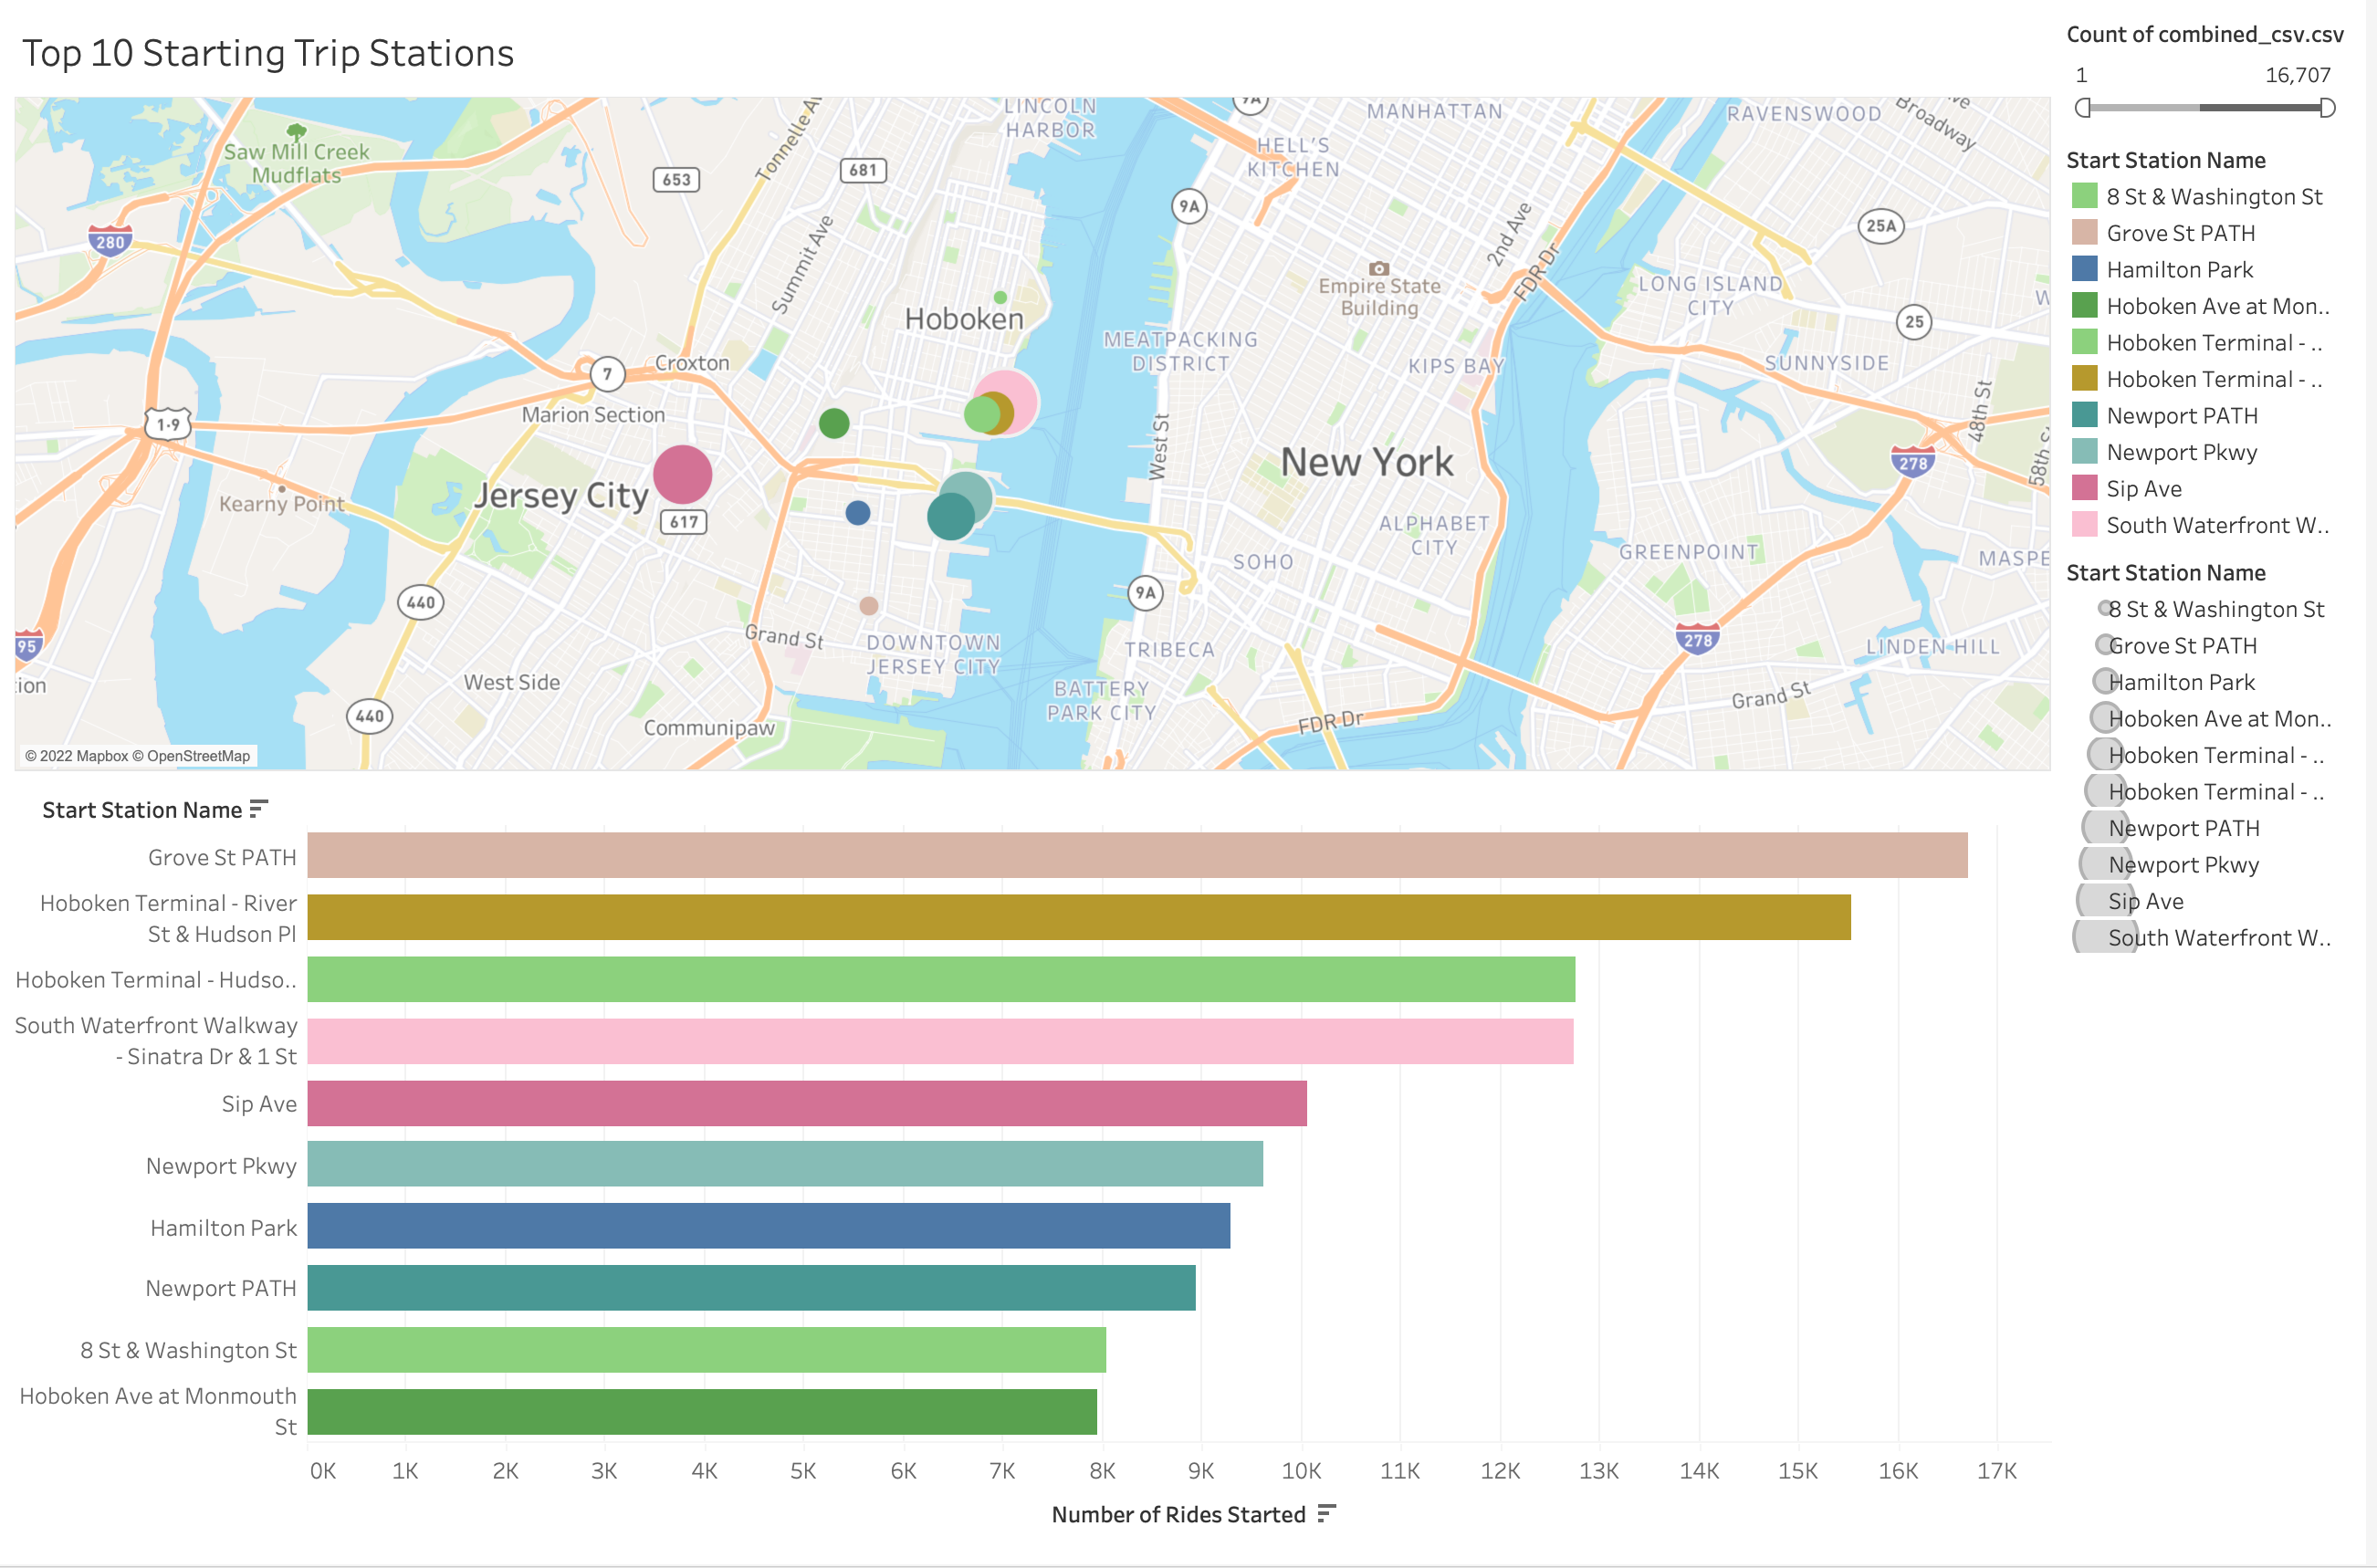 Top 10 Starting Trip Stations
Count of combined_csv.csv
1 16,707
Start Station Name
8 St & Washington St
Grove St PATH
Hamilton Park
Hoboken Ave at Mon..
Hoboken Terminal - ..
Hoboken Terminal - ..
Newport PATH
Newport Pkwy
Sip Ave
South Waterfront W..
Start Station Name
8 St & Washington St
Grove St PATH
Hamilton Park
Hoboken Ave at Mon..
Hoboken Terminal - ..
Hoboken Terminal - ..
Newport PATH
Newport Pkwy
Sip Ave
South Waterfront W..
LINCOLN
HARBOR
9A
MANHATTAN
RAVENSWOOD
Broadway
Saw Mill Creek
Mudflats
653
Tonnelle Av
681
HELL'S
KITCHEN
9A
2nd Ave
25A
280
Summit Ave
FDR Dr
Empire State
Building
LONG ISLAND
CITY
Hoboken
25
MEATPACKING
DISTRICT
KIPS BAY
SUNNYSIDE
Croxton
7
Marion Section
48th St
1-9
West St
New York
278
58th S
Jersey City
617
Kearny Point
ALPHABET
CITY
SOHO
GREENPOINT
MASPE
440
9A
Grand St
DOWNTOWN
JERSEY CITY
TRIBECA
278
LINDEN HILL
95
ion
West Side
BATTERY
PARK CITY
Grand St
440
Communipaw
FDR Dr
© 2022 Mapbox © OpenStreetMap
Start Station Name
Grove St PATH
Hoboken Terminal - River
St & Hudson Pl
Hoboken Terminal - Hudso..
South Waterfront Walkway
- Sinatra Dr & 1 St
Sip Ave
Newport Pkwy
Hamilton Park
Newport PATH
8 St & Washington St
Hoboken Ave at Monmouth
St
0K 1K 2K 3K 4K 5K 6K 7K 8K 9K 10K 11K 12K 13K 14K 15K 16K 17K
Number of Rides Started